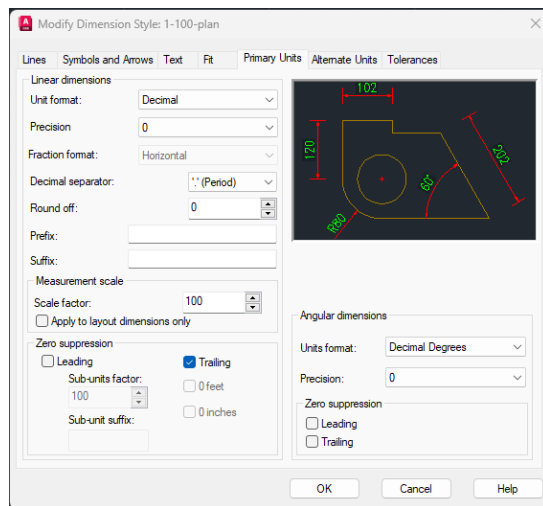 Modify Dimension Style: 1-100-plan
Lines Symbols and Arrows Text Fit Primary Units Alternate Units Tolerances
Linear dimensions
Unit format: Decimal
Precision 0
Fraction format: Horizontal
Decimal separator: '.' (Period)
Round off: 0
Prefix:
Suffix:
Measurement scale
Scale factor: 100
Apply to layout dimensions only
Zero suppression
Leading Trailing
Sub-units factor: 0 feet
100
0 inches
Sub-unit suffix:
102
120
202
60°
R80
Angular dimensions
Units format: Decimal Degrees
Precision: 0
Zero suppression
Leading
Trailing
OK Cancel Help